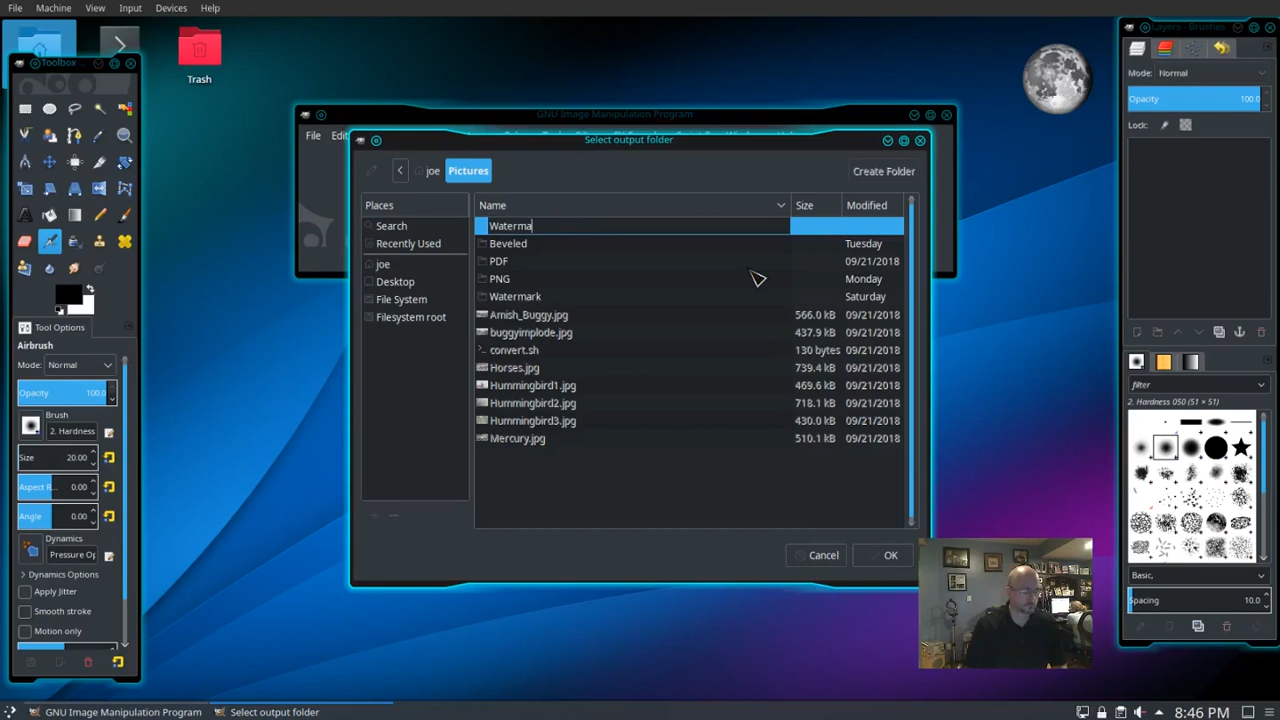 File Machine View Input Devices Help
Toolbox
Trash
Layers - Brushes
GNU Image Manipulation Program
File Edit
Select output folder
joe Pictures Create Folder
Places Name Size Modified
Search Waterma
Recently Used Beveled Tuesday
joe PDF 09/21/2018
Desktop PNG Monday
File System Watermark Saturday
Filesystem root Amish_Buggy.jpg 566.0 kB 09/21/2018
buggyimplode.jpg 437.9 kB 09/21/2018
convert.sh 130 bytes 09/21/2018
Horses.jpg 739.4 kB 09/21/2018
Hummingbird1.jpg 469.6 kB 09/21/2018
Hummingbird2.jpg 718.1 kB 09/21/2018
Hummingbird3.jpg 430.0 kB 09/21/2018
Mercury.jpg 510.1 kB 09/21/2018
Cancel OK
Tool Options
Airbrush
Mode: Normal
Opacity 100.0
Brush
2. Hardness
Size 20.00
Aspect R... 0.00
Angle 0.00
Dynamics
Pressure Op
Dynamics Options
Apply Jitter
Smooth stroke
Motion only
Mode: Normal
Opacity 100.0
Lock:
filter
2. Hardness 050 (51 × 51)
Basic,
Spacing 10.0
GNU Image Manipulation Program Select output folder 8:46 PM